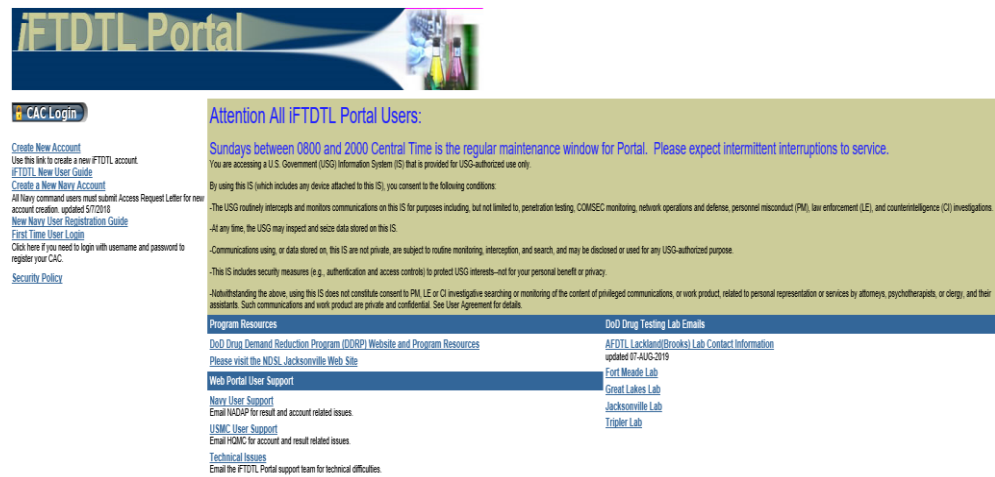 iFTDTL Portal
CAC Login
Create New Account
Use this link to create a new iFTDTL account.
iFTDTL New User Guide
Create a New Navy Account
All Navy command users must submit Access Request Letter for new
account creation. updated 5/7/2018
New Navy User Registration Guide
First Time User Login
Click here if you need to login with username and password to
register your CAC.
Security Policy
Attention All iFTDTL Portal Users:
Sundays between 0800 and 2000 Central Time is the regular maintenance window for Portal. Please expect intermittent interruptions to service.
You are accessing a U.S. Government (USG) Information System (IS) that is provided for USG-authorized use only.
By using this IS (which includes any device attached to this IS), you consent to the following conditions:
-The USG routinely intercepts and monitors communications on this IS for purposes including, but not limited to, penetration testing, COMSEC monitoring, network operations and defense, personnel misconduct (PM), law enforcement (LE), and counterintelligence (CI) investigations.
-At any time, the USG may inspect and seize data stored on this IS.
-Communications using, or data stored on, this IS are not private, are subject to routine monitoring, interception, and search, and may be disclosed or used for any USG-authorized purpose.
-This IS includes security measures (e.g., authentication and access controls) to protect USG interests--not for your personal benefit or privacy.
-Notwithstanding the above, using this IS does not constitute consent to PM, LE or CI investigative searching or monitoring of the content of privileged communications, or work product, related to personal representation or services by attorneys, psychotherapists, or clergy, and their
assistants. Such communications and work product are private and confidential. See User Agreement for details.
Program Resources
DoD Drug Demand Reduction Program (DDRP) Website and Program Resources
Please visit the NDSL Jacksonville Web Site
Web Portal User Support
Navy User Support
Email NADAP for result and account related issues.
USMC User Support
Email HQMC for account and result related issues.
Technical Issues
Email the iFTDTL Portal support team for technical difficulties.
DoD Drug Testing Lab Emails
AFDTL Lackland(Brooks) Lab Contact Information
updated 07-AUG-2019
Fort Meade Lab
Great Lakes Lab
Jacksonville Lab
Tripler Lab